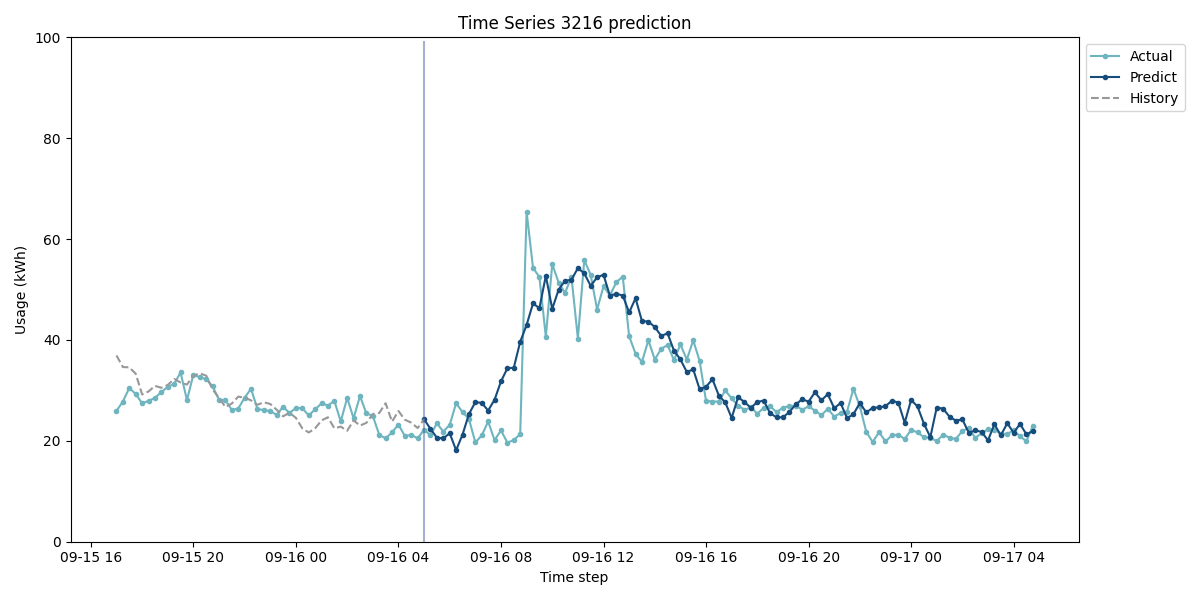 Time Series 3216 prediction
100
80
60
40
20
0
Usage (kWh)
09-15 16
09-15 20
09-16 00
09-16 04
09-16 08
09-16 12
09-16 16
09-16 20
09-17 00
09-17 04
Time step
Actual
Predict
History